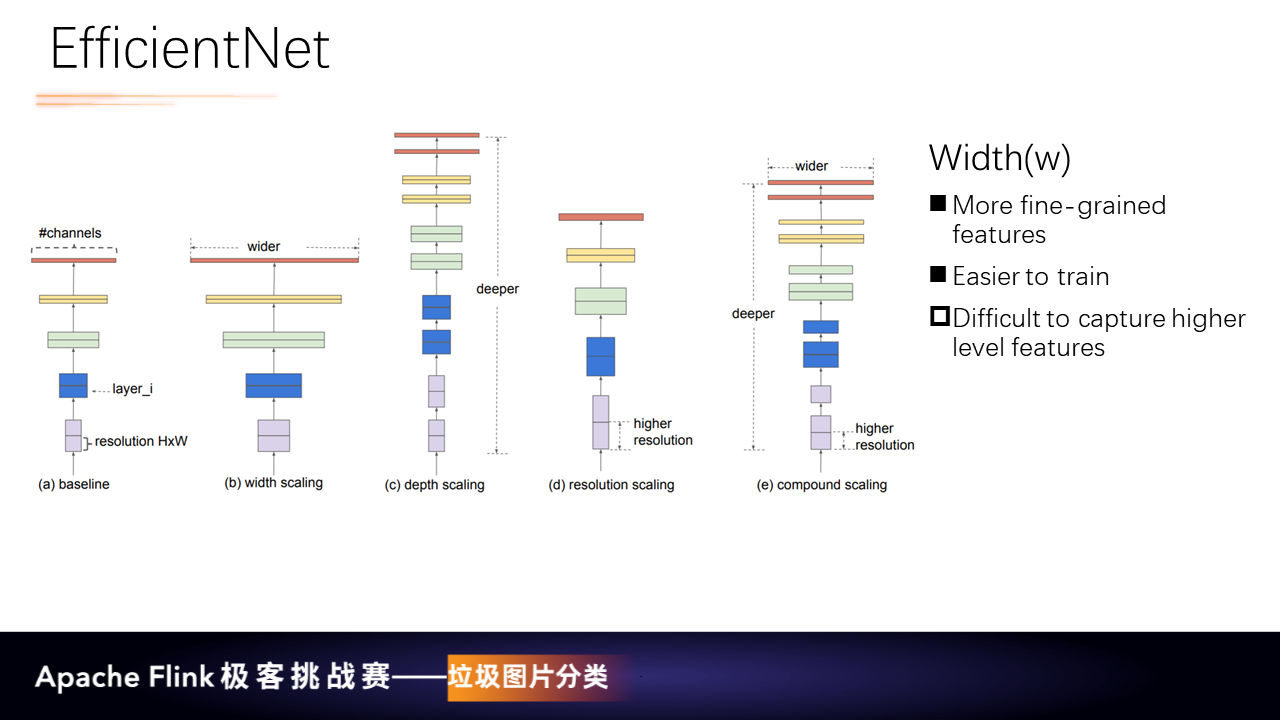 EfficientNet
#channels
layer_i
resolution HxW
(a) baseline
wider
(b) width scaling
deeper
(c) depth scaling
higher
resolution
(d) resolution scaling
wider
deeper
higher
resolution
(e) compound scaling
Width(w)
More fine-grained
features
Easier to train
Difficult to capture higher
level features
Apache Flink 极客挑战赛——垃圾图片分类